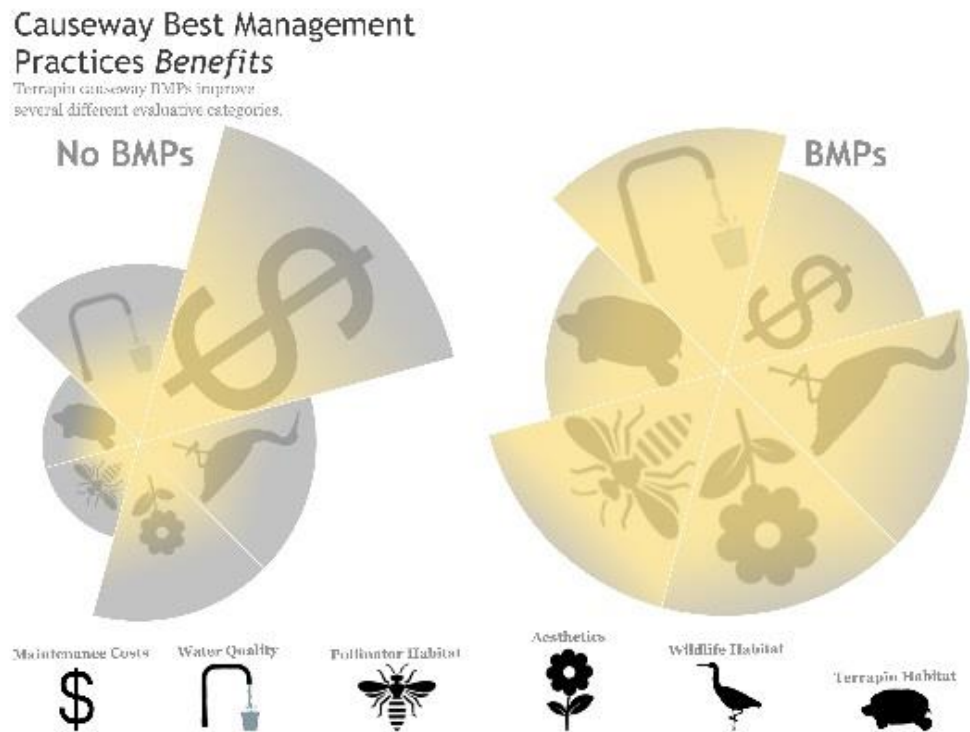 Causeway Best Management
Practices Benefits
Terrapin causeway BMPs improve
several different evaluative categories.
No BMPs
BMPs
Maintenance Costs
Water Quality
Pollinator Habitat
Aesthetics
Wildlife Habitat
Terrapin Habitat